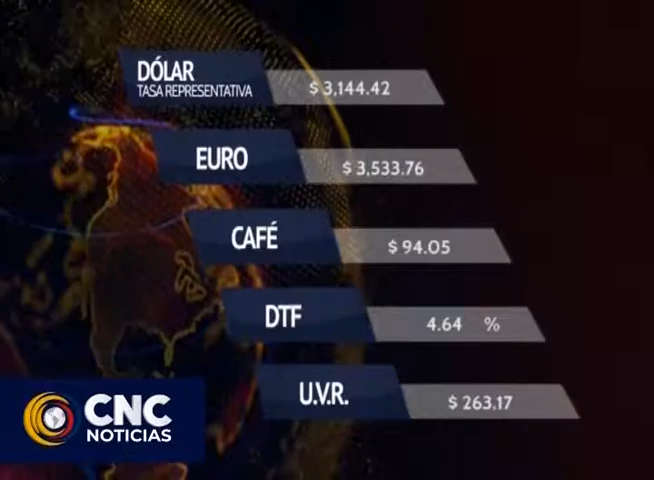 DÓLAR
TASA REPRESENTATIVA
$ 3,144.42
EURO
$ 3,533.76
CAFÉ
$ 94.05
DTF
4.64 %
U.V.R.
$ 263.17
CNC
NOTICIAS